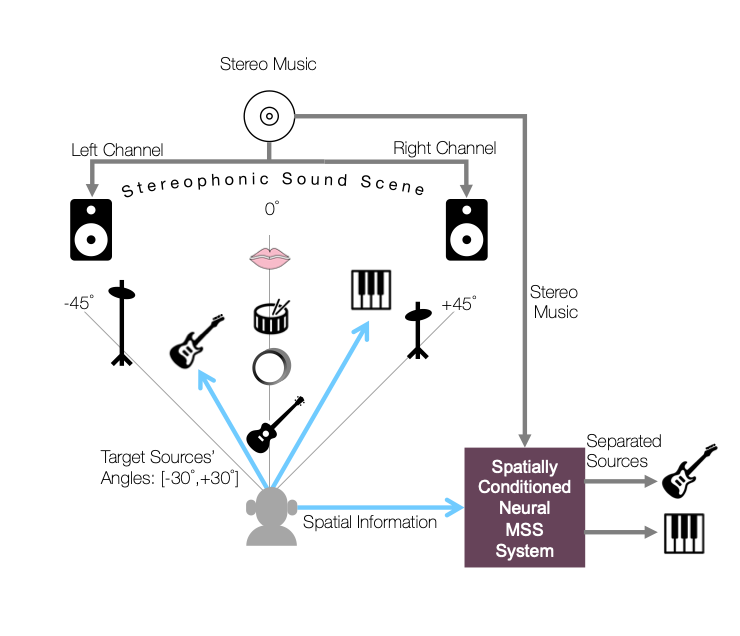 Stereo Music
Left Channel
Right Channel
Stereophonic Sound Scene
0°
-45°
+45°
Stereo
Music
Target Sources’
Angles: [-30°,+30°]
Spatial Information
Spatially
Conditioned
Neural
MSS
System
Separated
Sources